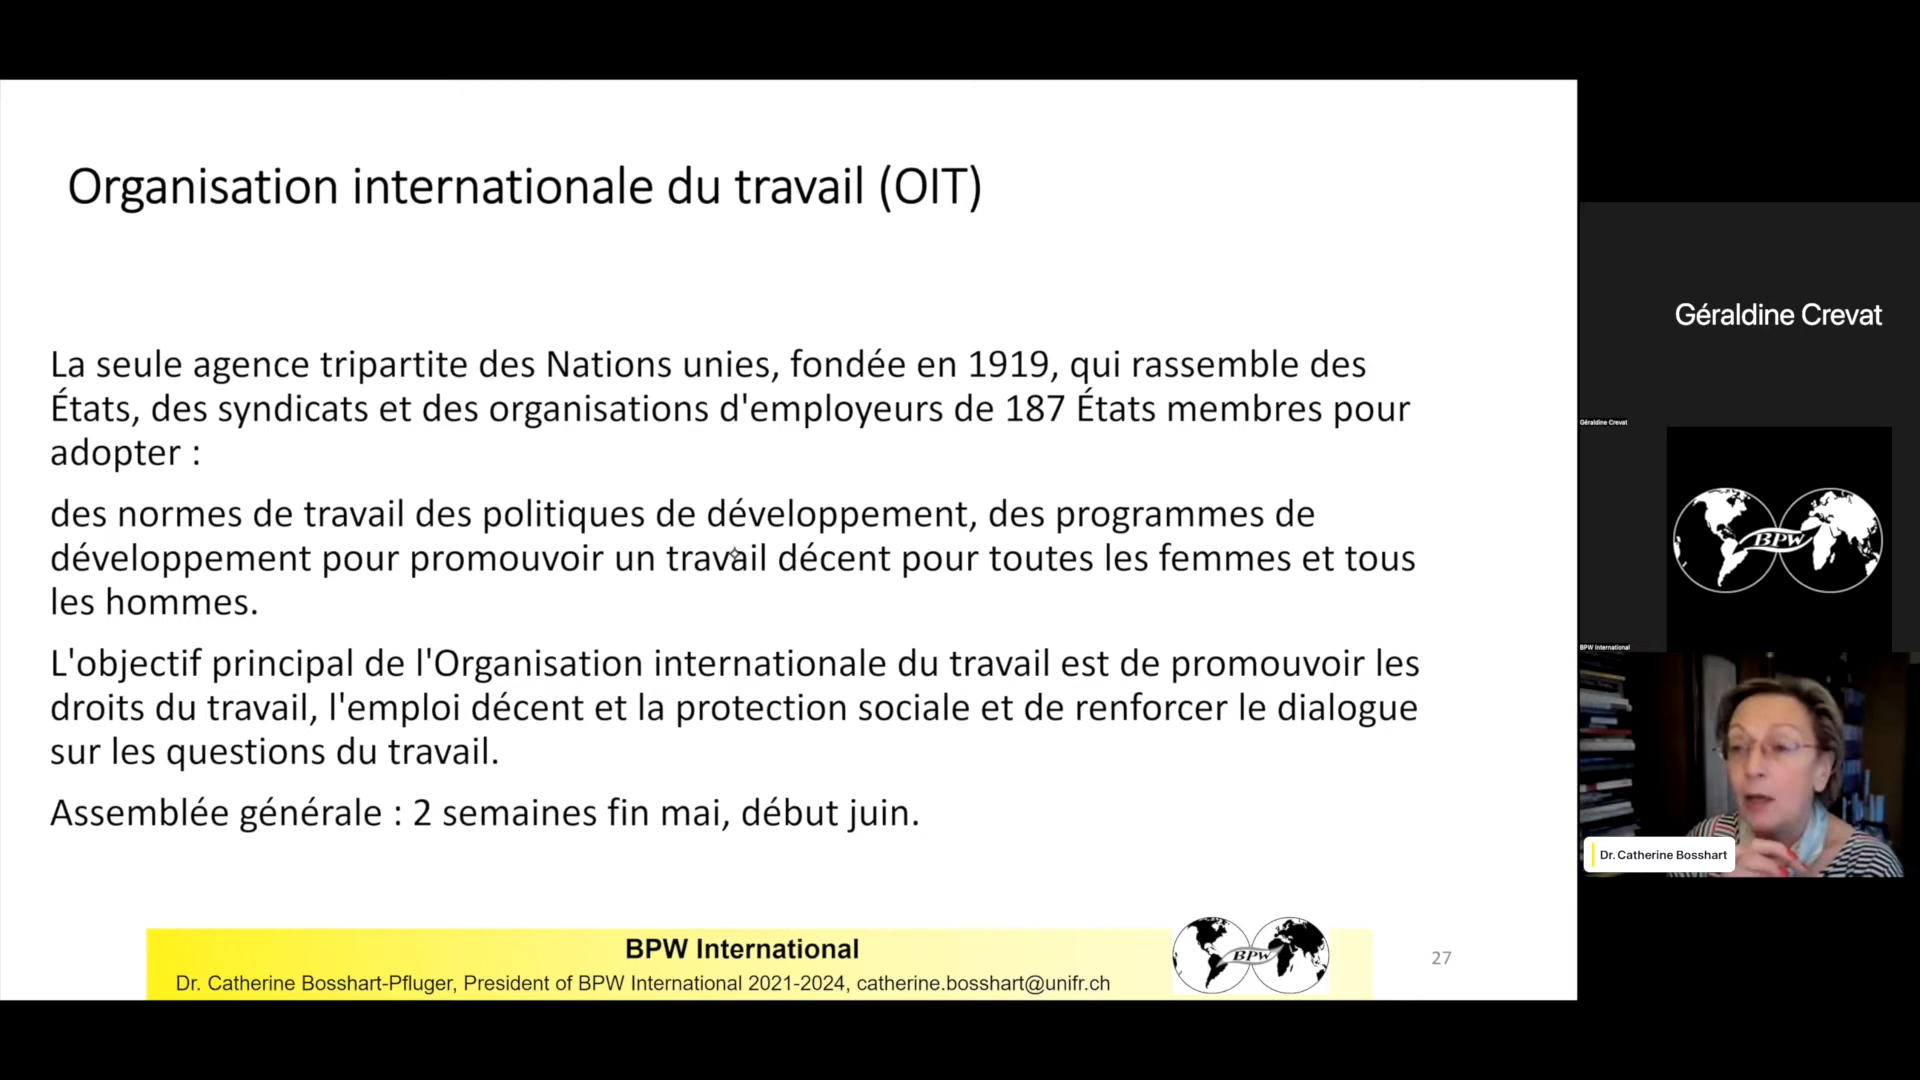 Organisation internationale du travail (OIT)
La seule agence tripartite des Nations unies, fondée en 1919, qui rassemble des
États, des syndicats et des organisations d'employeurs de 187 États membres pour
adopter :
des normes de travail des politiques de développement, des programmes de
développement pour promouvoir un travail décent pour toutes les femmes et tous
les hommes.
L'objectif principal de l'Organisation internationale du travail est de promouvoir les
droits du travail, l'emploi décent et la protection sociale et de renforcer le dialogue
sur les questions du travail.
Assemblée générale : 2 semaines fin mai, début juin.
BPW International
Dr. Catherine Bosshart-Pfluger, President of BPW International 2021-2024, catherine.bosshart@unifr.ch
BPW
27
Géraldine Crevat
Géraldine Crevat
BPW
BPW International
Dr. Catherine Bosshart